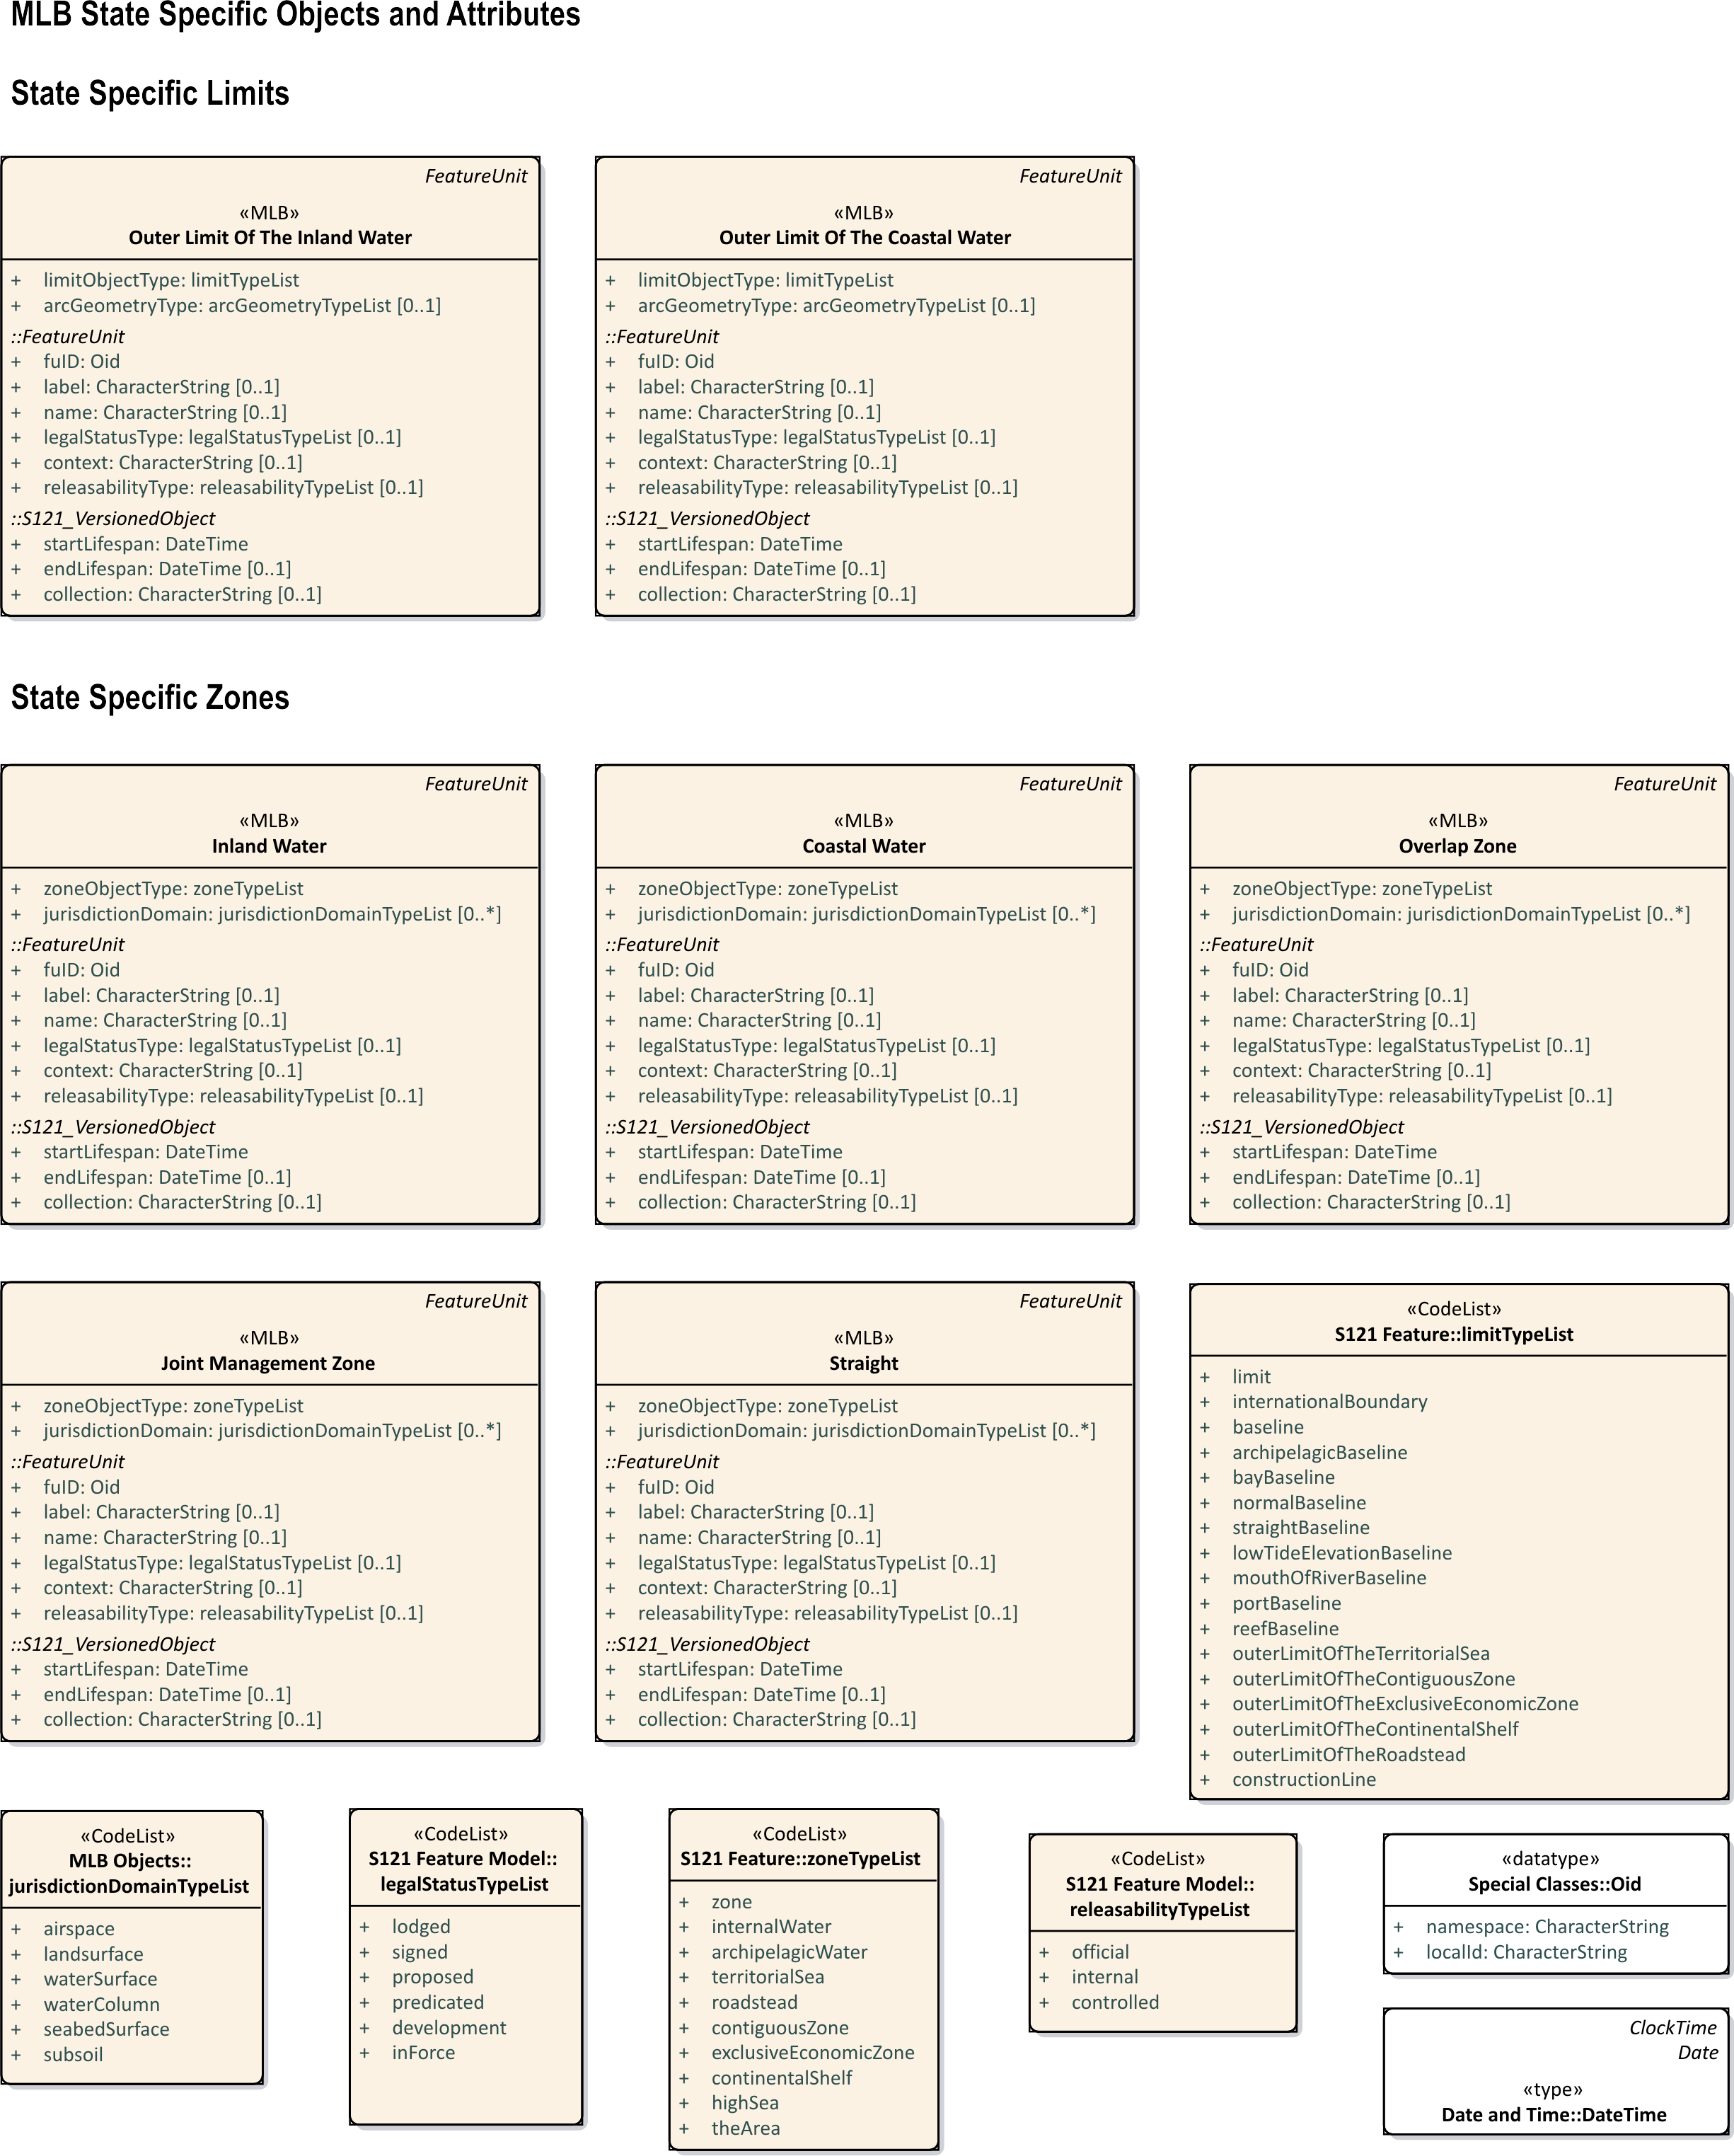 MLB State Specific Objects and Attributes
State Specific Limits
FeatureUnit
«MLB»
Outer Limit Of The Inland Water
+ limitObjectType: limitTypeList
+ arcGeometryType: arcGeometryTypeList [0..1]
::FeatureUnit
+ fuID: Oid
+ label: CharacterString [0..1]
+ name: CharacterString [0..1]
+ legalStatusType: legalStatusTypeList [0..1]
+ context: CharacterString [0..1]
+ releasabilityType: releasabilityTypeList [0..1]
::S121_VersionedObject
+ startLifespan: DateTime
+ endLifespan: DateTime [0..1]
+ collection: CharacterString [0..1]
FeatureUnit
«MLB»
Outer Limit Of The Coastal Water
+ limitObjectType: limitTypeList
+ arcGeometryType: arcGeometryTypeList [0..1]
::FeatureUnit
+ fuID: Oid
+ label: CharacterString [0..1]
+ name: CharacterString [0..1]
+ legalStatusType: legalStatusTypeList [0..1]
+ context: CharacterString [0..1]
+ releasabilityType: releasabilityTypeList [0..1]
::S121_VersionedObject
+ startLifespan: DateTime
+ endLifespan: DateTime [0..1]
+ collection: CharacterString [0..1]
State Specific Zones
FeatureUnit
«MLB»
Inland Water
+ zoneObjectType: zoneTypeList
+ jurisdictionDomain: jurisdictionDomainTypeList [0..*]
::FeatureUnit
+ fuID: Oid
+ label: CharacterString [0..1]
+ name: CharacterString [0..1]
+ legalStatusType: legalStatusTypeList [0..1]
+ context: CharacterString [0..1]
+ releasabilityType: releasabilityTypeList [0..1]
::S121_VersionedObject
+ startLifespan: DateTime
+ endLifespan: DateTime [0..1]
+ collection: CharacterString [0..1]
FeatureUnit
«MLB»
Coastal Water
+ zoneObjectType: zoneTypeList
+ jurisdictionDomain: jurisdictionDomainTypeList [0..*]
::FeatureUnit
+ fuID: Oid
+ label: CharacterString [0..1]
+ name: CharacterString [0..1]
+ legalStatusType: legalStatusTypeList [0..1]
+ context: CharacterString [0..1]
+ releasabilityType: releasabilityTypeList [0..1]
::S121_VersionedObject
+ startLifespan: DateTime
+ endLifespan: DateTime [0..1]
+ collection: CharacterString [0..1]
FeatureUnit
«MLB»
Overlap Zone
+ zoneObjectType: zoneTypeList
+ jurisdictionDomain: jurisdictionDomainTypeList [0..*]
::FeatureUnit
+ fuID: Oid
+ label: CharacterString [0..1]
+ name: CharacterString [0..1]
+ legalStatusType: legalStatusTypeList [0..1]
+ context: CharacterString [0..1]
+ releasabilityType: releasabilityTypeList [0..1]
::S121_VersionedObject
+ startLifespan: DateTime
+ endLifespan: DateTime [0..1]
+ collection: CharacterString [0..1]
FeatureUnit
«MLB»
Joint Management Zone
+ zoneObjectType: zoneTypeList
+ jurisdictionDomain: jurisdictionDomainTypeList [0..*]
::FeatureUnit
+ fuID: Oid
+ label: CharacterString [0..1]
+ name: CharacterString [0..1]
+ legalStatusType: legalStatusTypeList [0..1]
+ context: CharacterString [0..1]
+ releasabilityType: releasabilityTypeList [0..1]
::S121_VersionedObject
+ startLifespan: DateTime
+ endLifespan: DateTime [0..1]
+ collection: CharacterString [0..1]
FeatureUnit
«MLB»
Straight
+ zoneObjectType: zoneTypeList
+ jurisdictionDomain: jurisdictionDomainTypeList [0..*]
::FeatureUnit
+ fuID: Oid
+ label: CharacterString [0..1]
+ name: CharacterString [0..1]
+ legalStatusType: legalStatusTypeList [0..1]
+ context: CharacterString [0..1]
+ releasabilityType: releasabilityTypeList [0..1]
::S121_VersionedObject
+ startLifespan: DateTime
+ endLifespan: DateTime [0..1]
+ collection: CharacterString [0..1]
«CodeList»
S121 Feature::limitTypeList
+ limit
+ internationalBoundary
+ baseline
+ archipelagicBaseline
+ bayBaseline
+ normalBaseline
+ straightBaseline
+ lowTideElevationBaseline
+ mouthOfRiverBaseline
+ portBaseline
+ reefBaseline
+ outerLimitOfTheTerritorialSea
+ outerLimitOfTheContiguousZone
+ outerLimitOfTheExclusiveEconomicZone
+ outerLimitOfTheContinentalShelf
+ outerLimitOfTheRoadstead
+ constructionLine
«CodeList»
MLB Objects::
jurisdictionDomainTypeList
+ airspace
+ landsurface
+ waterSurface
+ waterColumn
+ seabedSurface
+ subsoil
«CodeList»
S121 Feature Model::
legalStatusTypeList
+ lodged
+ signed
+ proposed
+ predicated
+ development
+ inForce
«CodeList»
S121 Feature::zoneTypeList
+ zone
+ internalWater
+ archipelagicWater
+ territorialSea
+ roadstead
+ contiguousZone
+ exclusiveEconomicZone
+ continentalShelf
+ highSea
+ theArea
«CodeList»
S121 Feature Model::
releasabilityTypeList
+ official
+ internal
+ controlled
«datatype»
Special Classes::Oid
+ namespace: CharacterString
+ localId: CharacterString
ClockTime
Date
«type»
Date and Time::DateTime